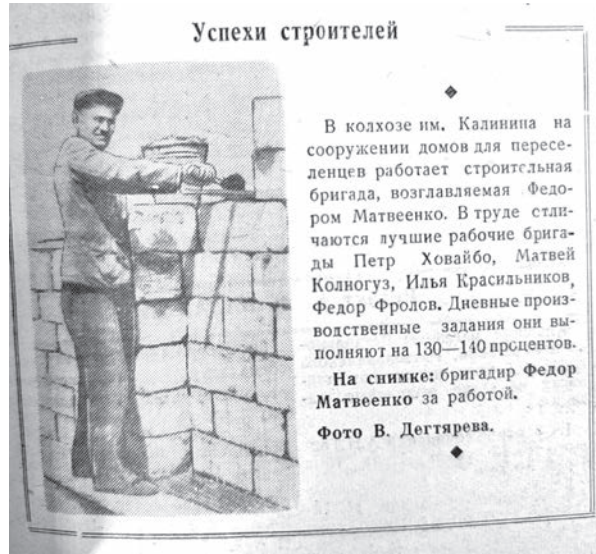 Успехи строителей
В колхозе им. Калинина на
сооружении домов для пересе-
ленцев работает строительная
бригада, возглавляемая Федо-
ром Матвеенко. В труде отли-
чаются лучшие рабочие брига-
ды Петр Ховайбо, Матвей
Колногуз, Илья Красильников,
Федор Фролов. Дневные произ-
водственные задания они вы-
полняют на 130—140 процентов.
На снимке: бригадир Федор
Матвеенко за работой.
Фото В. Дегтярева.